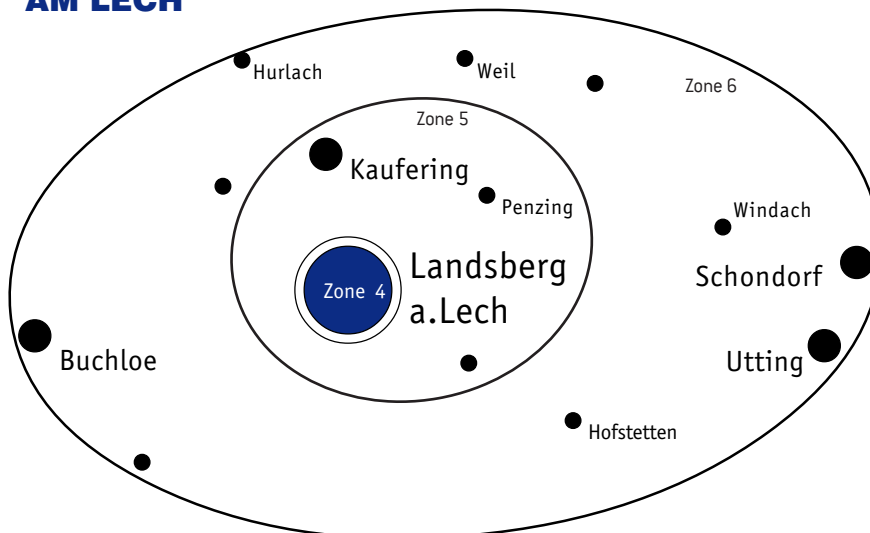 AM LECH
Hurlach
Weil
Zone 6
Zone 5
Kaufering
Penzing
Windach
Landsberg
a.Lech
Zone 4
Schondorf
Buchloe
Utting
Hofstetten